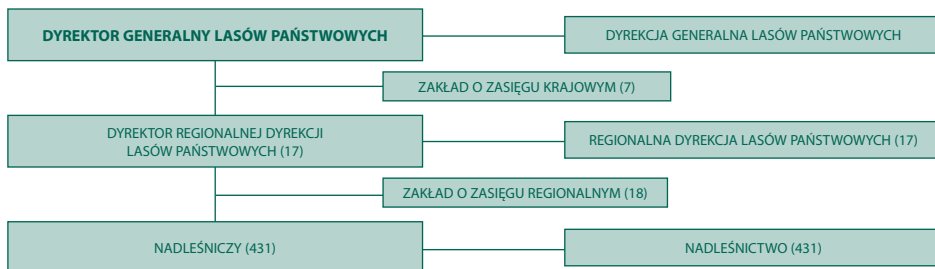 DYREKTOR GENERALNY LASÓW PAŃSTWOWYCH
DYREKCJA GENERALNA LASÓW PAŃSTWOWYCH
ZAKŁAD O ZASIĘGU KRAJOWYM (7)
DYREKTOR REGIONALNEJ DYREKCJI
LASÓW PAŃSTWOWYCH (17)
REGIONALNA DYREKCJA LASÓW PAŃSTWOWYCH (17)
ZAKŁAD O ZASIĘGU REGIONALNYM (18)
NADLEŚNICZY (431)
NADLEŚNICTWO (431)